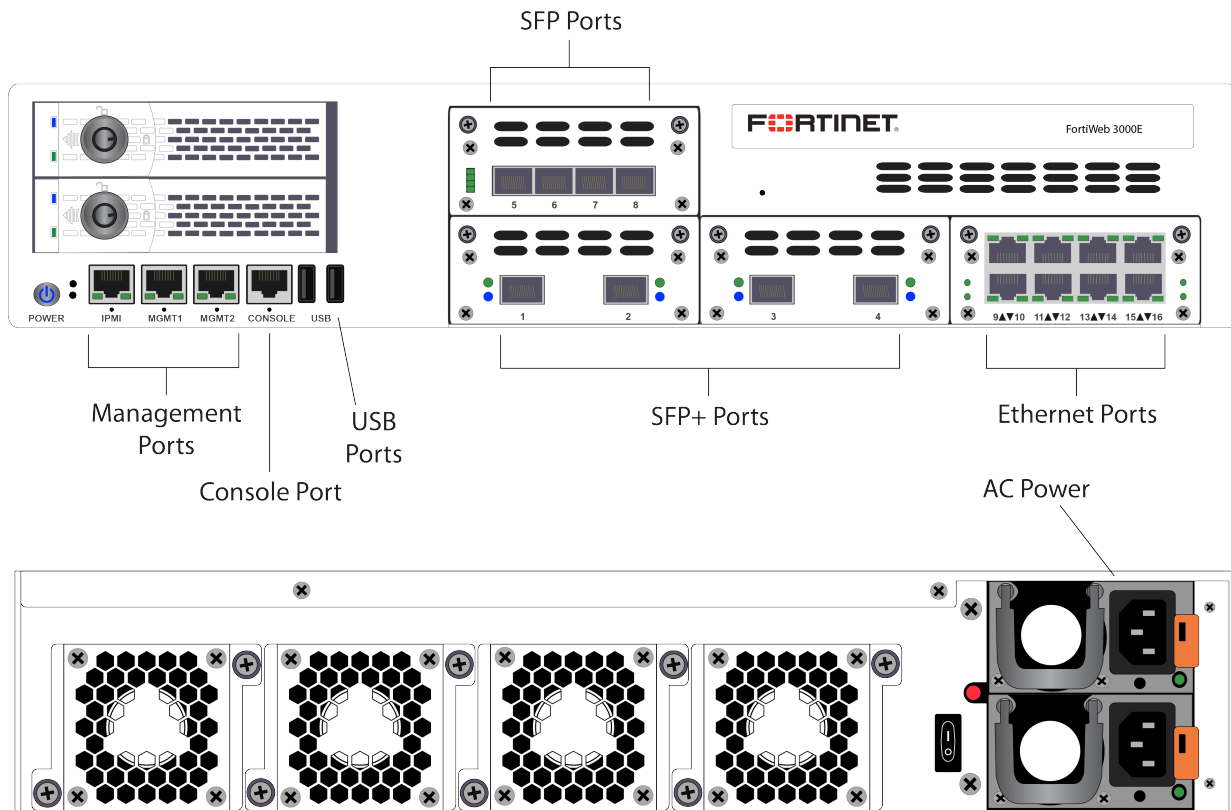 SFP Ports
FORTINET
FortiWeb 3000E
5 6 7 8
POWER IPMI MGMT1 MGMT2 CONSOLE USB
1 2 3 4
9▲▼10 11▲▼12 13▲▼14 15▲▼16
Management
Ports
Console Port
USB
Ports
SFP+ Ports
Ethernet Ports
AC Power